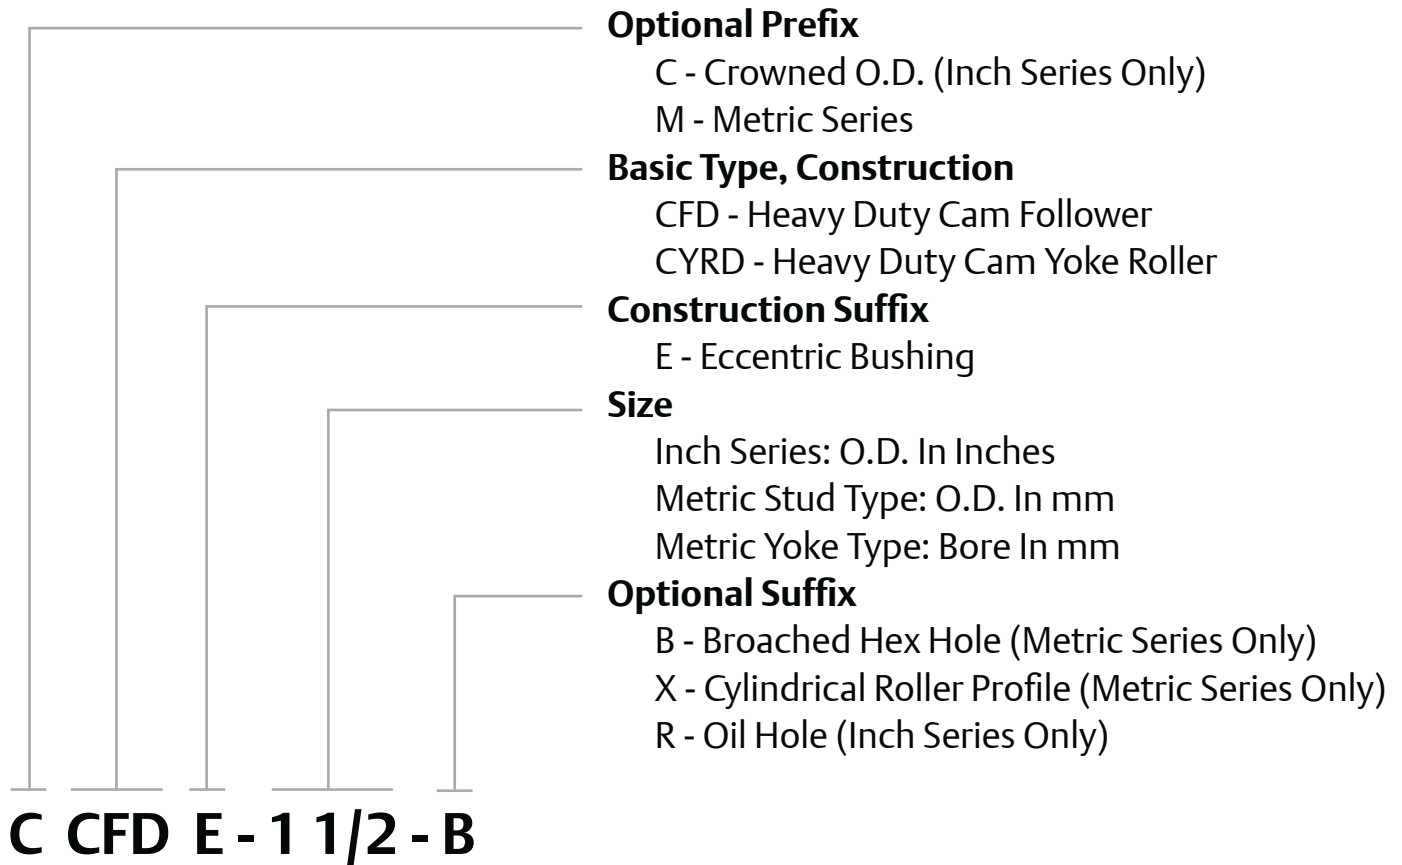 Optional Prefix
C - Crowned O.D. (Inch Series Only)
M - Metric Series
Basic Type, Construction
CFD - Heavy Duty Cam Follower
CYRD - Heavy Duty Cam Yoke Roller
Construction Suffix
E - Eccentric Bushing
Size
Inch Series: O.D. In Inches
Metric Stud Type: O.D. In mm
Metric Yoke Type: Bore In mm
Optional Suffix
B - Broached Hex Hole (Metric Series Only)
X - Cylindrical Roller Profile (Metric Series Only)
R - Oil Hole (Inch Series Only)
C CFD E - 1 1/2 - B